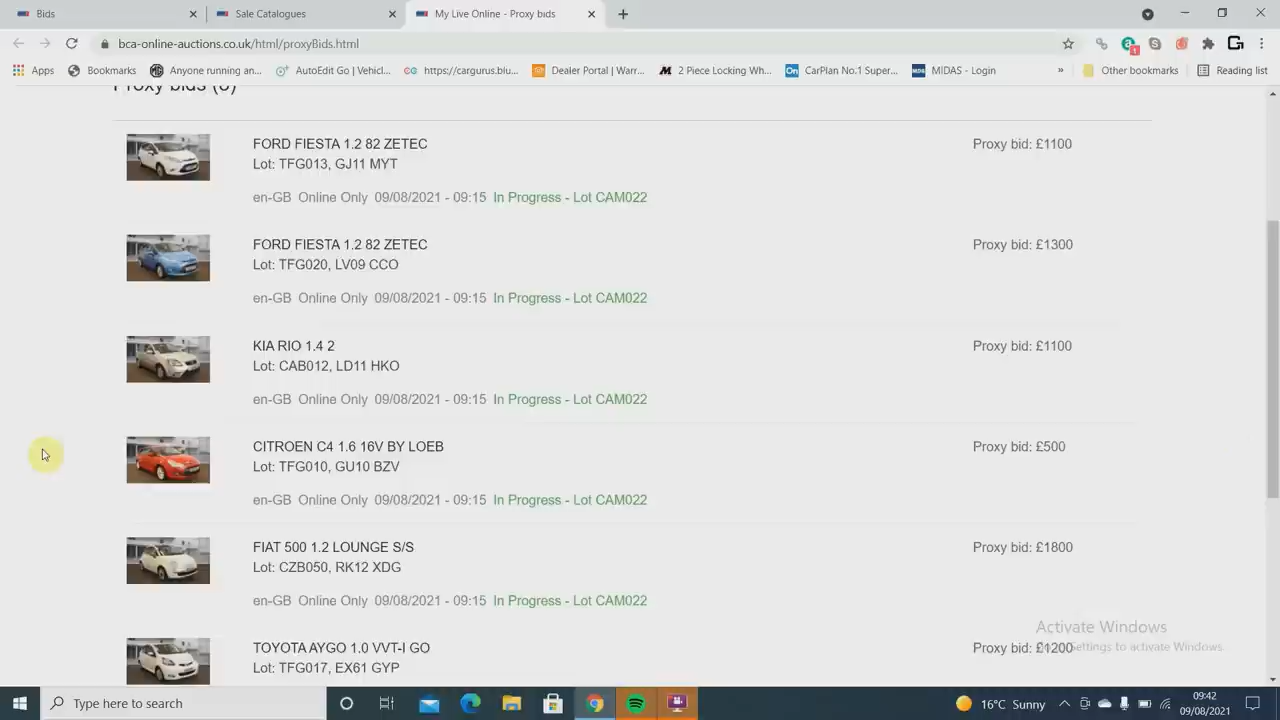 Bids
Sale Catalogues
My Live Online - Proxy bids
bca-online-auctions.co.uk/html/proxyBids.html
1
Apps
Bookmarks
Anyone running an...
AutoEdit Go | Vehicl...
https://cargurus.blu...
Dealer Portal | Warr...
2 Piece Locking Wh...
On
CarPlan No.1 Super...
MIDAS - Login
»
Other bookmarks
Reading list
FORD FIESTA 1.2 82 ZETEC
Proxy bid: £1100
Lot: TFG013, GJ11 MYT
en-GB Online Only 09/08/2021 - 09:15 In Progress - Lot CAM022
FORD FIESTA 1.2 82 ZETEC
Proxy bid: £1300
Lot: TFG020, LV09 CCO
en-GB Online Only 09/08/2021 - 09:15 In Progress - Lot CAM022
KIA RIO 1.4 2
Proxy bid: £1100
Lot: CAB012, LD11 HKO
en-GB Online Only 09/08/2021 - 09:15 In Progress - Lot CAM022
CITROEN C4 1.6 16V BY LOEB
Proxy bid: £500
Lot: TFG010, GU10 BZV
en-GB Online Only 09/08/2021 - 09:15 In Progress - Lot CAM022
FIAT 500 1.2 LOUNGE S/S
Proxy bid: £1800
Lot: CZB050, RK12 XDG
en-GB Online Only 09/08/2021 - 09:15 In Progress - Lot CAM022
TOYOTA AYGO 1.0 VVT-I GO
Proxy bid: £1200
Lot: TFG017, EX61 GYP
Activate Windows
Settings to activate Windows.
Type here to search
16°C Sunny
09:42
09/08/2021